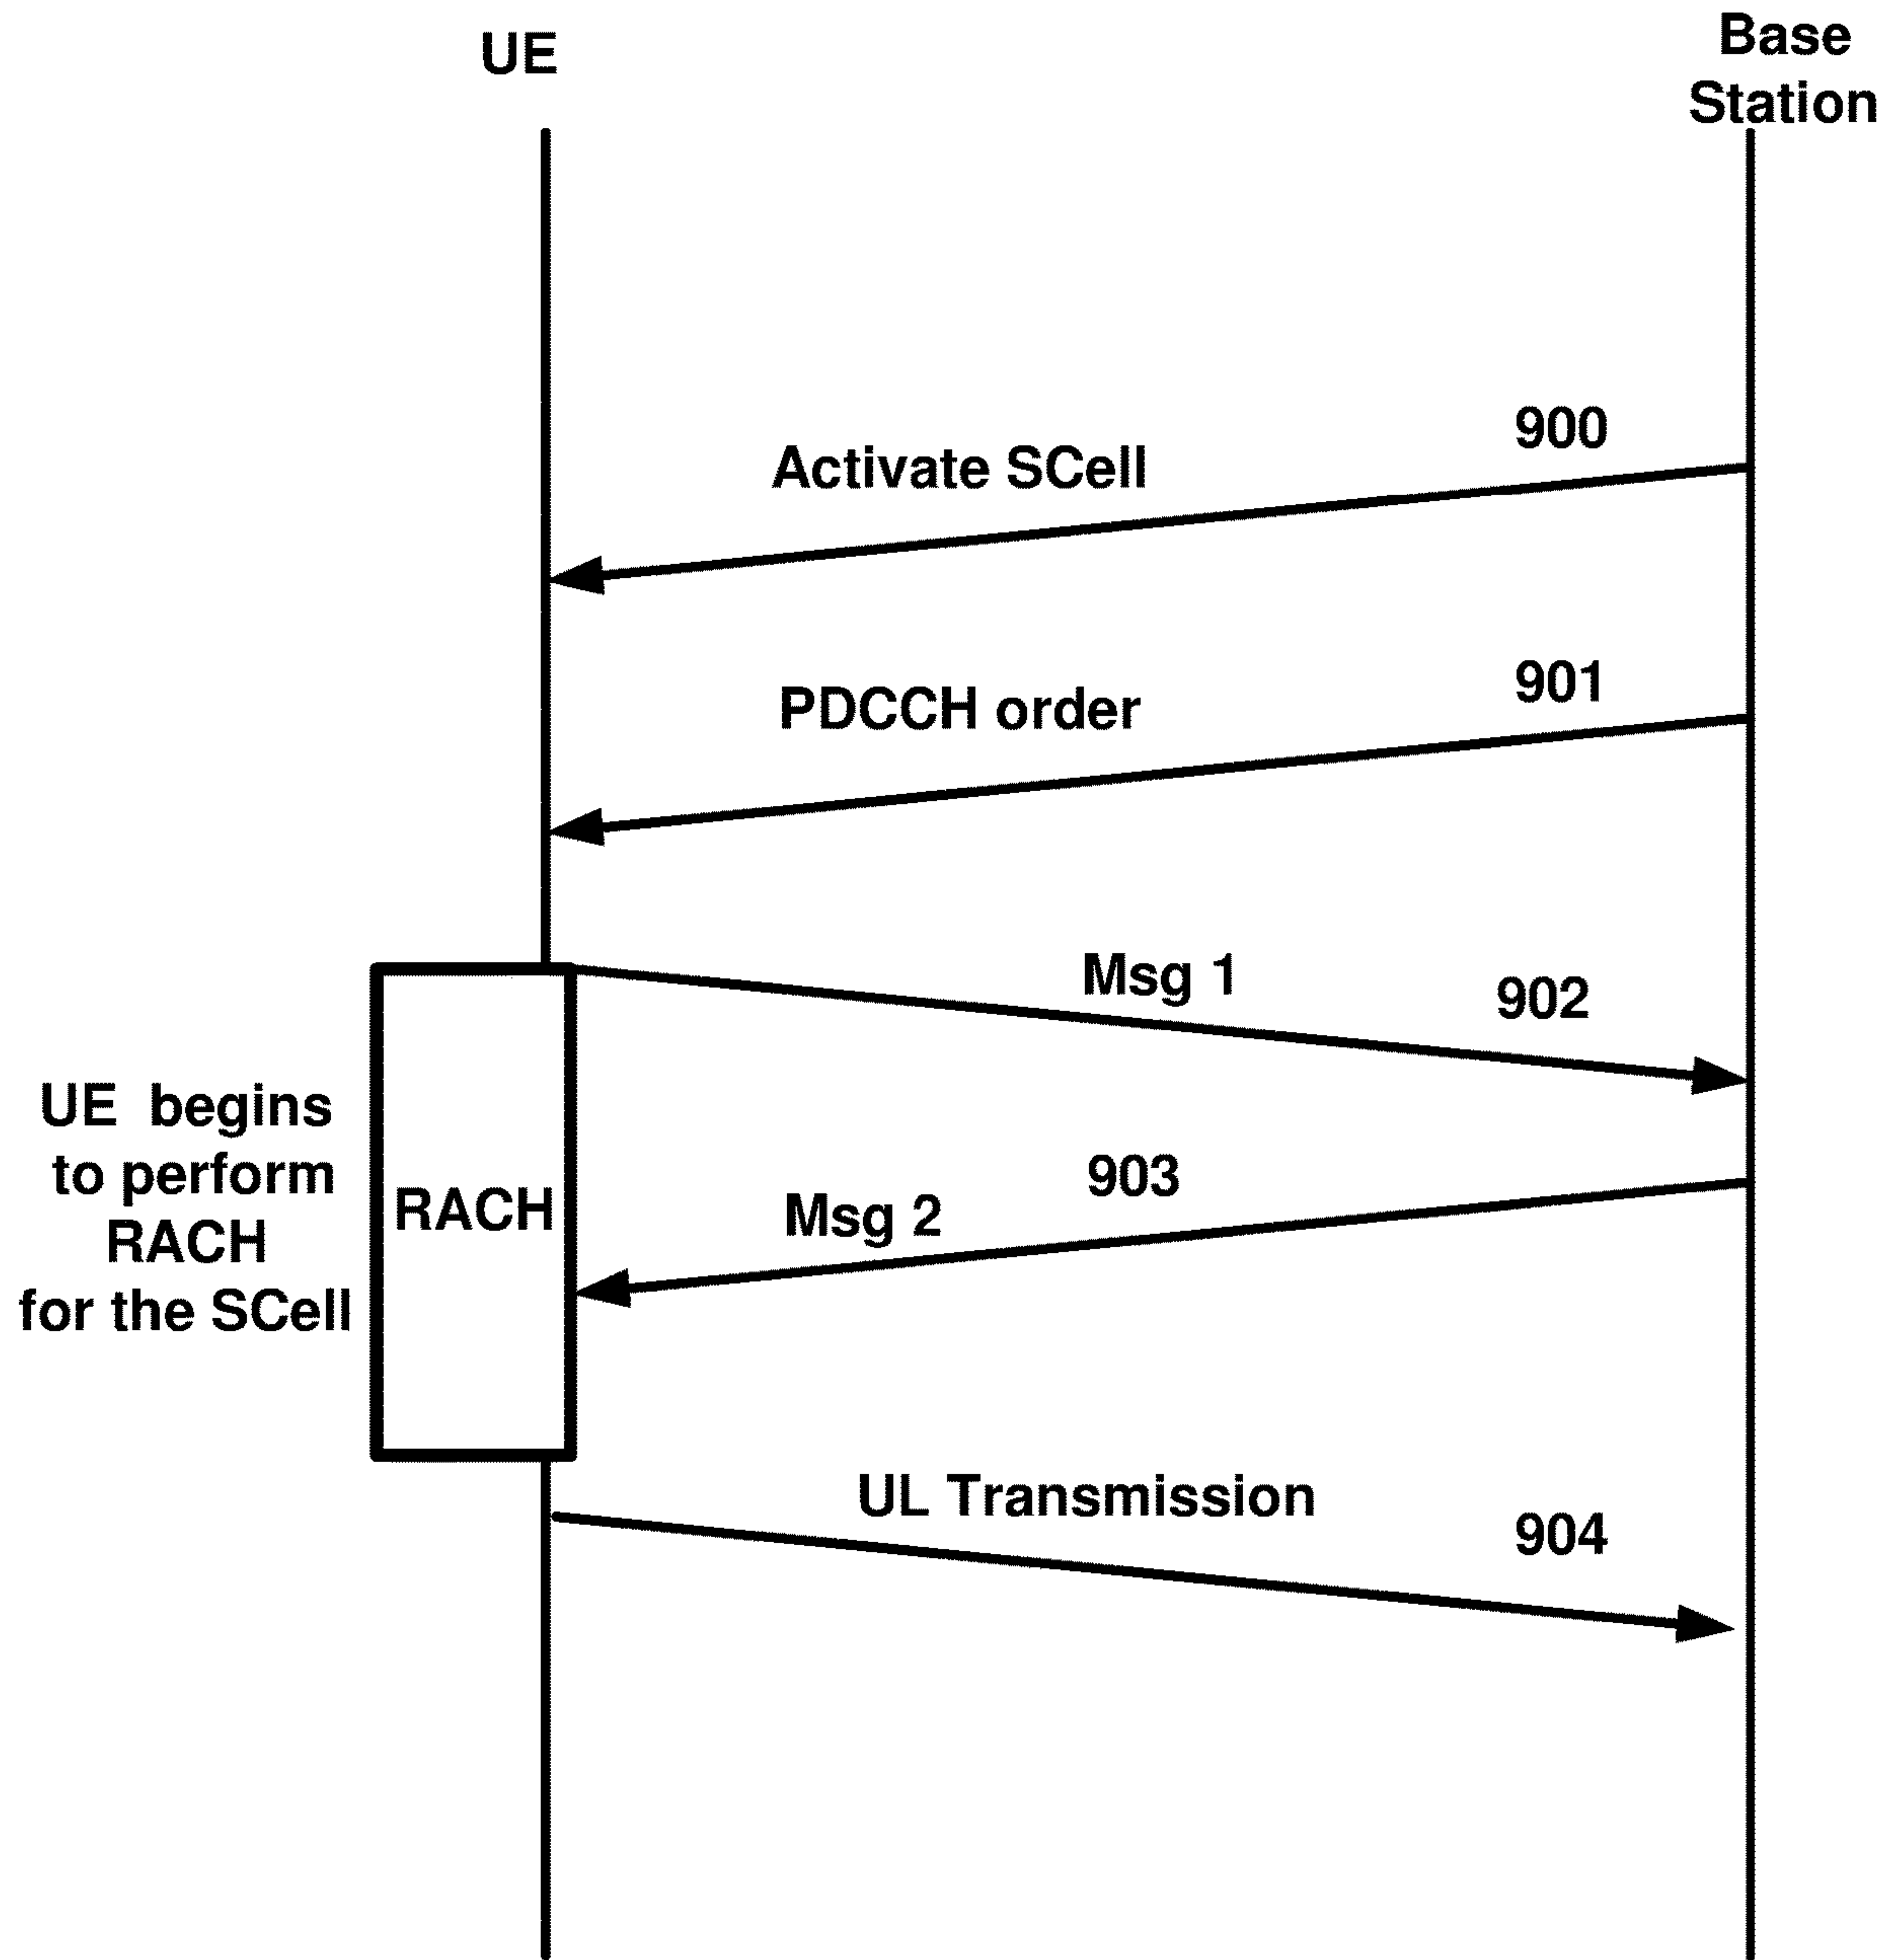 UE
Base
Station
900
Activate SCell
901
PDCCH order
Msg 1
902
UE begins
to perform
RACH
for the SCell
RACH
903
Msg 2
UL Transmission
904